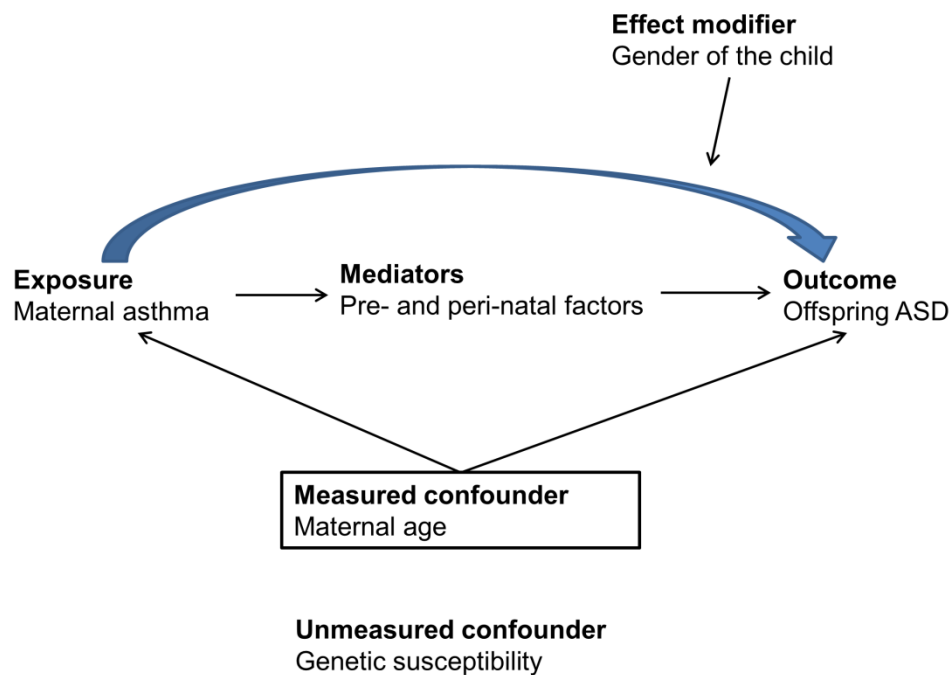 Effect modifier
Gender of the child
Exposure
Maternal asthma
Mediators
Pre- and peri-natal factors
Outcome
Offspring ASD
Measured confounder
Maternal age
Unmeasured confounder
Genetic susceptibility